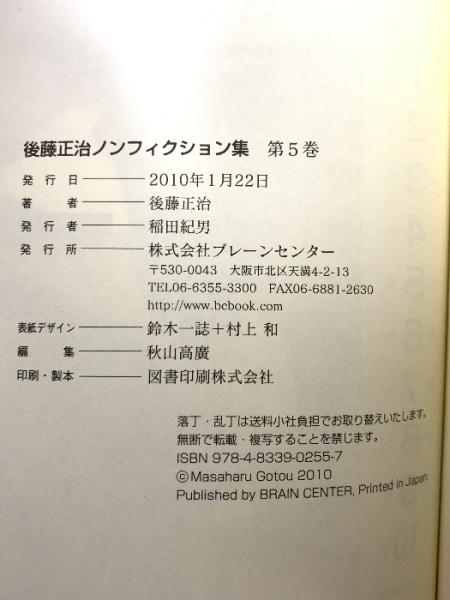 後藤正治ノンフィクション集 第5巻
発行日 ―― 2010年1月22日
著者 ―― 後藤正治
発行者 ―― 稲田紀男
発行所 ―― 株式会社ブレーンセンター
〒530-0043 大阪市北区天満4-2-13
TEL06-6355-3300 FAX06-6881-2630
http://www.bcbook.com
表紙デザイン ―― 鈴木一誌＋村上 和
編集 ―― 秋山高廣
印刷・製本 ―― 図書印刷株式会社
落丁・乱丁は送料小社負担でお取り替えいたします。
無断で転載・複写することを禁じます。
ISBN 978-4-8339-0255-7
©Masaharu Gotou 2010
Published by BRAIN CENTER, Printed in Japan.